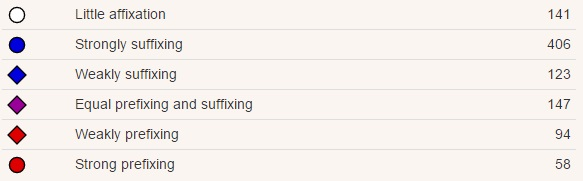 Little affixation 141
Strongly suffixing 406
Weakly suffixing 123
Equal prefixing and suffixing 147
Weakly prefixing 94
Strong prefixing 58